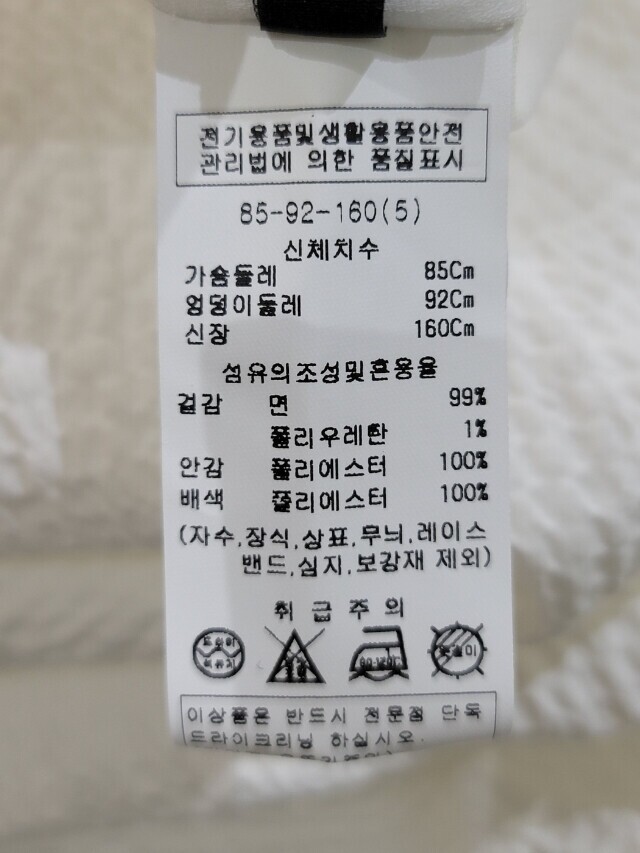 전기용품및생활용품안전
관리법에 의한 품질표시
85-92-160(5)
신체치수
가슴둘레 85Cm
엉덩이둘레 92Cm
신장 160Cm
섬유의조성및혼용율
겉감 면 99%
폴리우레탄 1%
안감 폴리에스터 100%
배색 폴리에스터 100%
(자수,장식,상표,무늬,레이스
밴드,심지,보강재 제외)
취 급 주 의
드라이
이상품은 반드시 전문점 단독
드라이크리닝 하십시오.